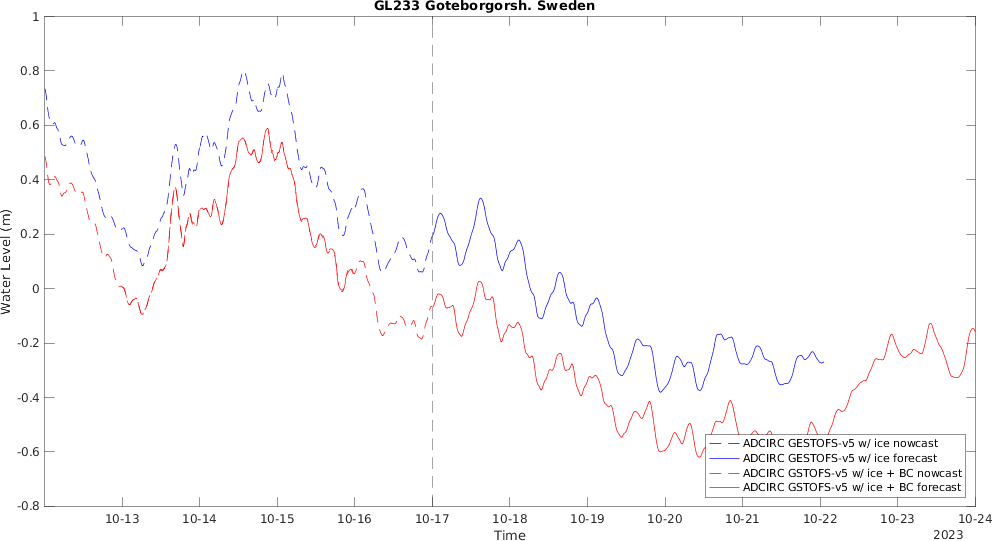 GL233 Goteborgorsh. Sweden
1
0.8
0.6
0.4
0.2
0
-0.2
-0.4
-0.6
-0.8
Water Level (m)
ADCIRC GESTOFS-v5 w/ ice nowcast
ADCIRC GESTOFS-v5 w/ ice forecast
ADCIRC GSTOFS-v5 w/ ice + BC nowcast
ADCIRC GSTOFS-v5 w/ ice + BC forecast
10-13 10-14 10-15 10-16 10-17 10-18 10-19 10-20 10-21 10-22 10-23 10-24
Time
2023